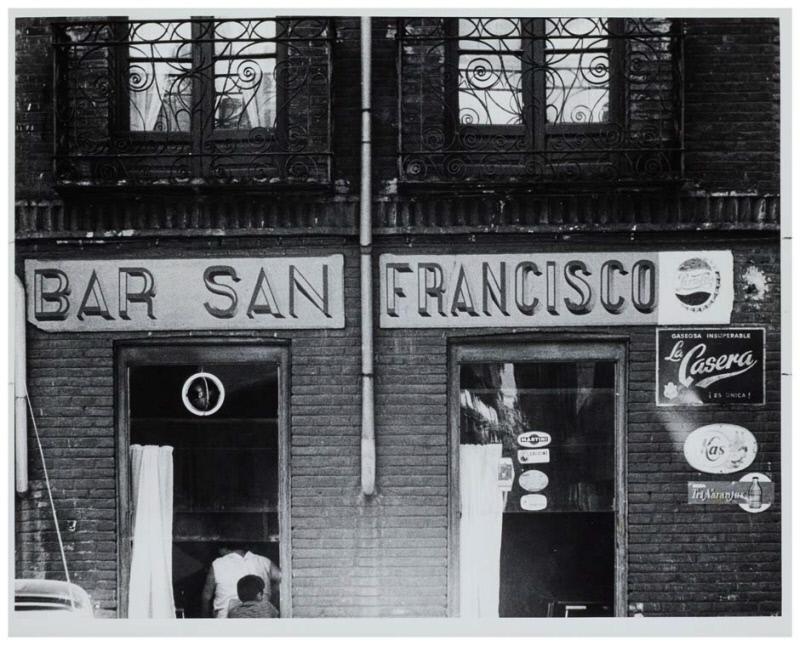 BAR SAN
FRANCISCO
GASEOSA INSUPERABLE
La Casera
¡ES ÚNICA!
MARTINI
Kas
TriNaranjus